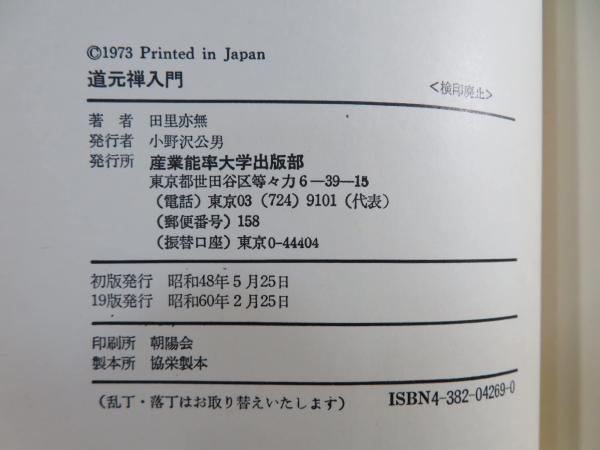 ©1973 Printed in Japan
道元禅入門
<検印廃止>
著者 田里亦無
発行者 小野沢公男
発行所 産業能率大学出版部
東京都世田谷区等々力6―39―15
（電話）東京03（724）9101（代表）
（郵便番号）158
（振替口座）東京0-44404
初版発行 昭和48年5月25日
19版発行 昭和60年2月25日
印刷所 朝陽会
製本所 協栄製本
（乱丁・落丁はお取り替えいたします）
ISBN4-382-04269-0